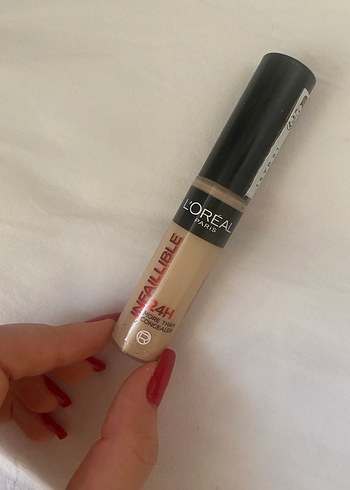 L'ORÉAL
PARIS
INFAILLIBLE
24H
MORE THAN
CONCEALER